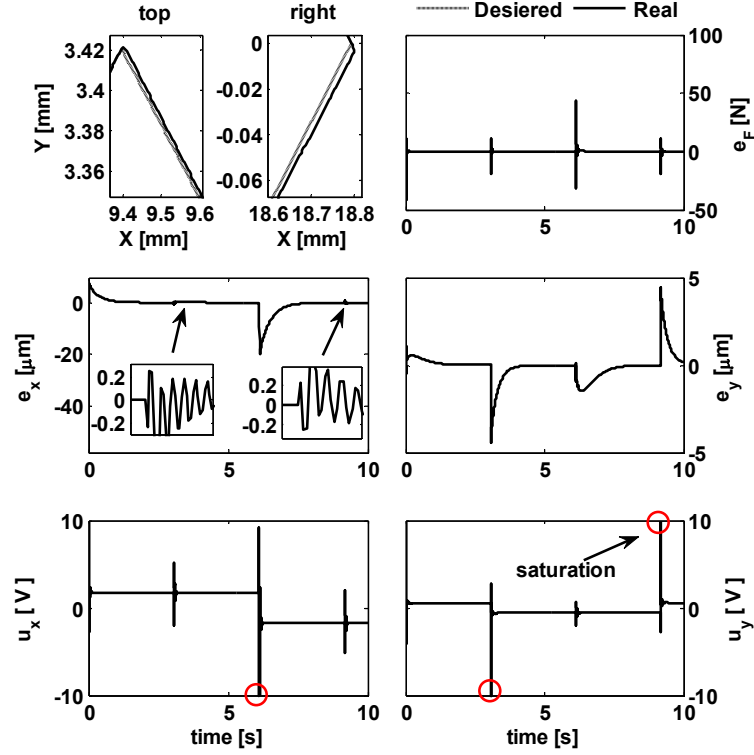 top
right
Desiered
Real
3.42
3.4
3.38
3.36
Y [mm]
9.4 9.5 9.6
X [mm]
0
-0.02
-0.04
-0.06
18.6 18.7 18.8
X [mm]
100
50
0
-50
e_F [N]
0 5 10
0
-20
-40
e_x [μm]
0.2
0
-0.2
0.2
0
-0.2
0 5 10
5
0
-5
e_y [μm]
0 5 10
10
0
-10
u_x [ V ]
0 5 10
time [s]
saturation
10
0
-10
u_y [ V ]
0 5 10
time [s]